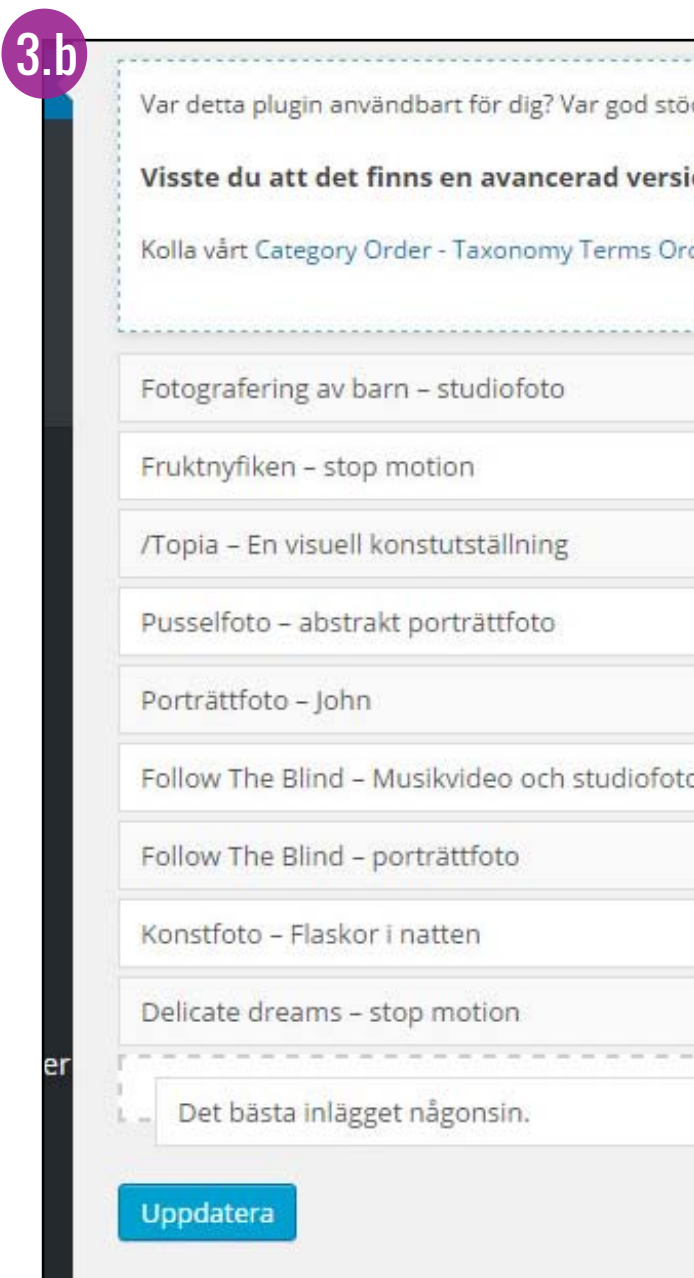 3.b
Var detta plugin användbart för dig? Var god
Visste du att det finns en avancerad
Kolla vårt Category Order - Taxonomy Terms
Fotografering av barn – studiofoto
Fruktnyfiken – stop motion
/Topia – En visuell konstutställning
Pusselfoto – abstrakt porträttfoto
Porträttfoto – John
Follow The Blind – Musikvideo och studiofoto
Follow The Blind – porträttfoto
Konstfoto – Flaskor i natten
Delicate dreams – stop motion
er
Det bästa inlägget någonsin.
Uppdatera